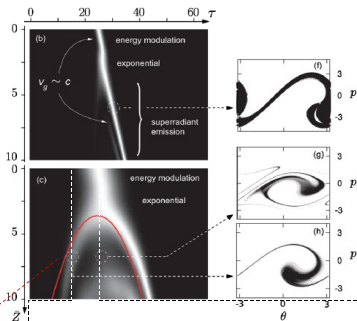 0 20 40 60 τ
0
(b)
energy modulation
exponential
v_g ~ c
5
superradiant
emission
10
0
(c)
energy modulation
exponential
5
10
z̄
(f)
3
0
-3
p
(g)
3
0
-3
p
(h)
3
0
-3
p
-3 0 3
θ